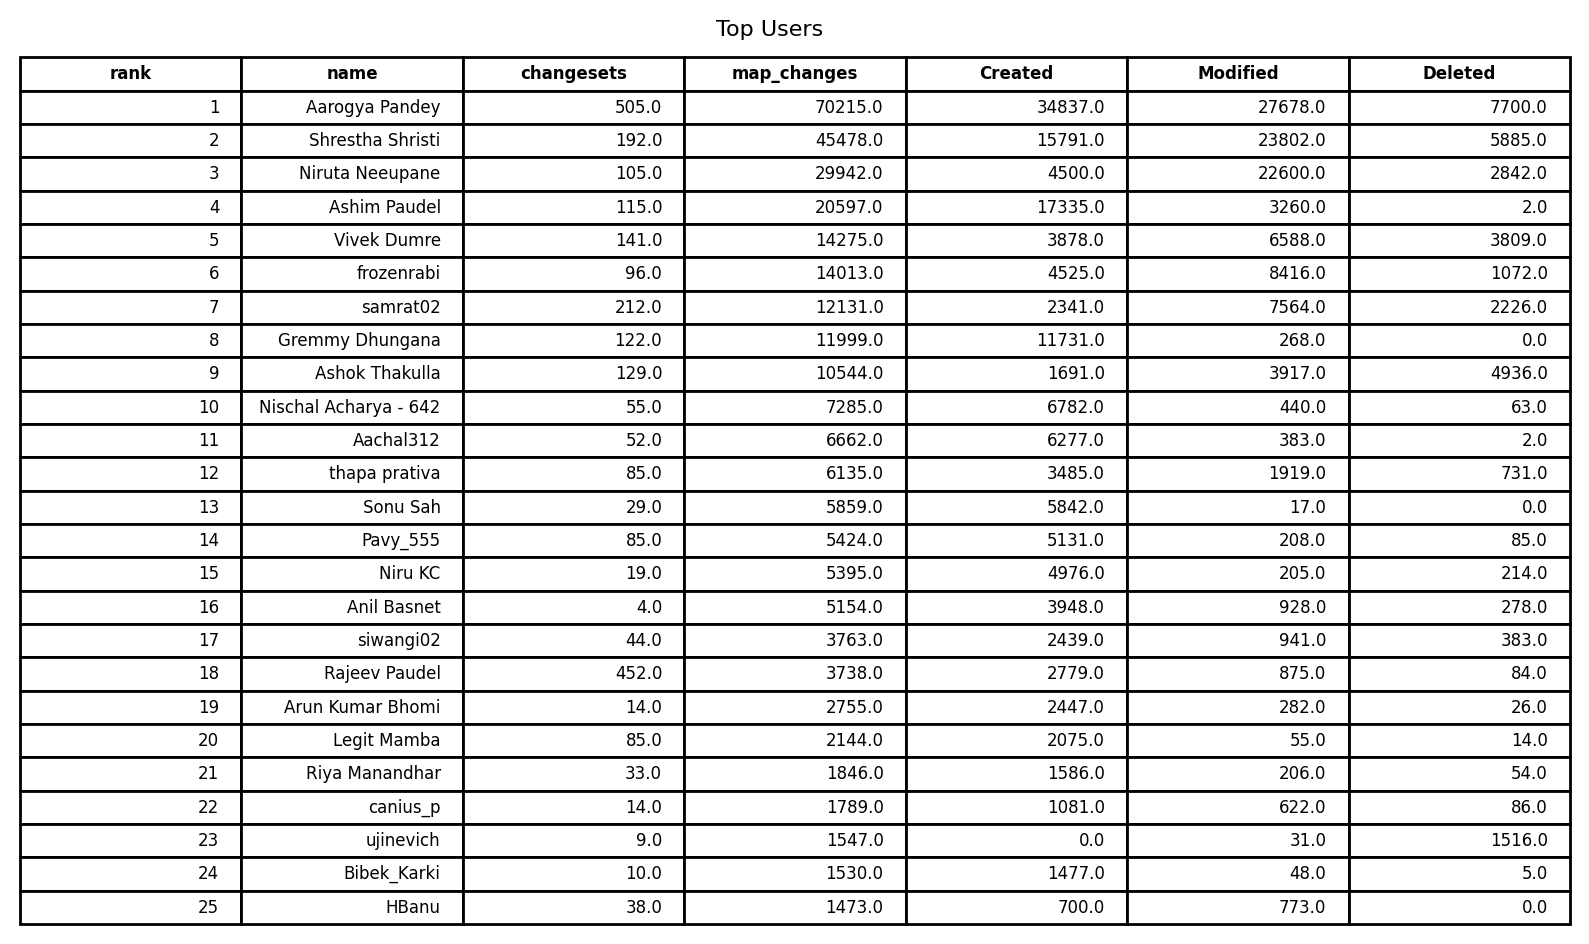 Top Users
rank name changesets map_changes Created Modified Deleted
1 Aarogya Pandey 505.0 70215.0 34837.0 27678.0 7700.0
2 Shrestha Shristi 192.0 45478.0 15791.0 23802.0 5885.0
3 Niruta Neeupane 105.0 29942.0 4500.0 22600.0 2842.0
4 Ashim Paudel 115.0 20597.0 17335.0 3260.0 2.0
5 Vivek Dumre 141.0 14275.0 3878.0 6588.0 3809.0
6 frozenrabi 96.0 14013.0 4525.0 8416.0 1072.0
7 samrat02 212.0 12131.0 2341.0 7564.0 2226.0
8 Gremmy Dhungana 122.0 11999.0 11731.0 268.0 0.0
9 Ashok Thakulla 129.0 10544.0 1691.0 3917.0 4936.0
10 Nischal Acharya - 642 55.0 7285.0 6782.0 440.0 63.0
11 Aachal312 52.0 6662.0 6277.0 383.0 2.0
12 thapa prativa 85.0 6135.0 3485.0 1919.0 731.0
13 Sonu Sah 29.0 5859.0 5842.0 17.0 0.0
14 Pavy_555 85.0 5424.0 5131.0 208.0 85.0
15 Niru KC 19.0 5395.0 4976.0 205.0 214.0
16 Anil Basnet 4.0 5154.0 3948.0 928.0 278.0
17 siwangi02 44.0 3763.0 2439.0 941.0 383.0
18 Rajeev Paudel 452.0 3738.0 2779.0 875.0 84.0
19 Arun Kumar Bhomi 14.0 2755.0 2447.0 282.0 26.0
20 Legit Mamba 85.0 2144.0 2075.0 55.0 14.0
21 Riya Manandhar 33.0 1846.0 1586.0 206.0 54.0
22 canius_p 14.0 1789.0 1081.0 622.0 86.0
23 ujinevich 9.0 1547.0 0.0 31.0 1516.0
24 Bibek_Karki 10.0 1530.0 1477.0 48.0 5.0
25 HBanu 38.0 1473.0 700.0 773.0 0.0